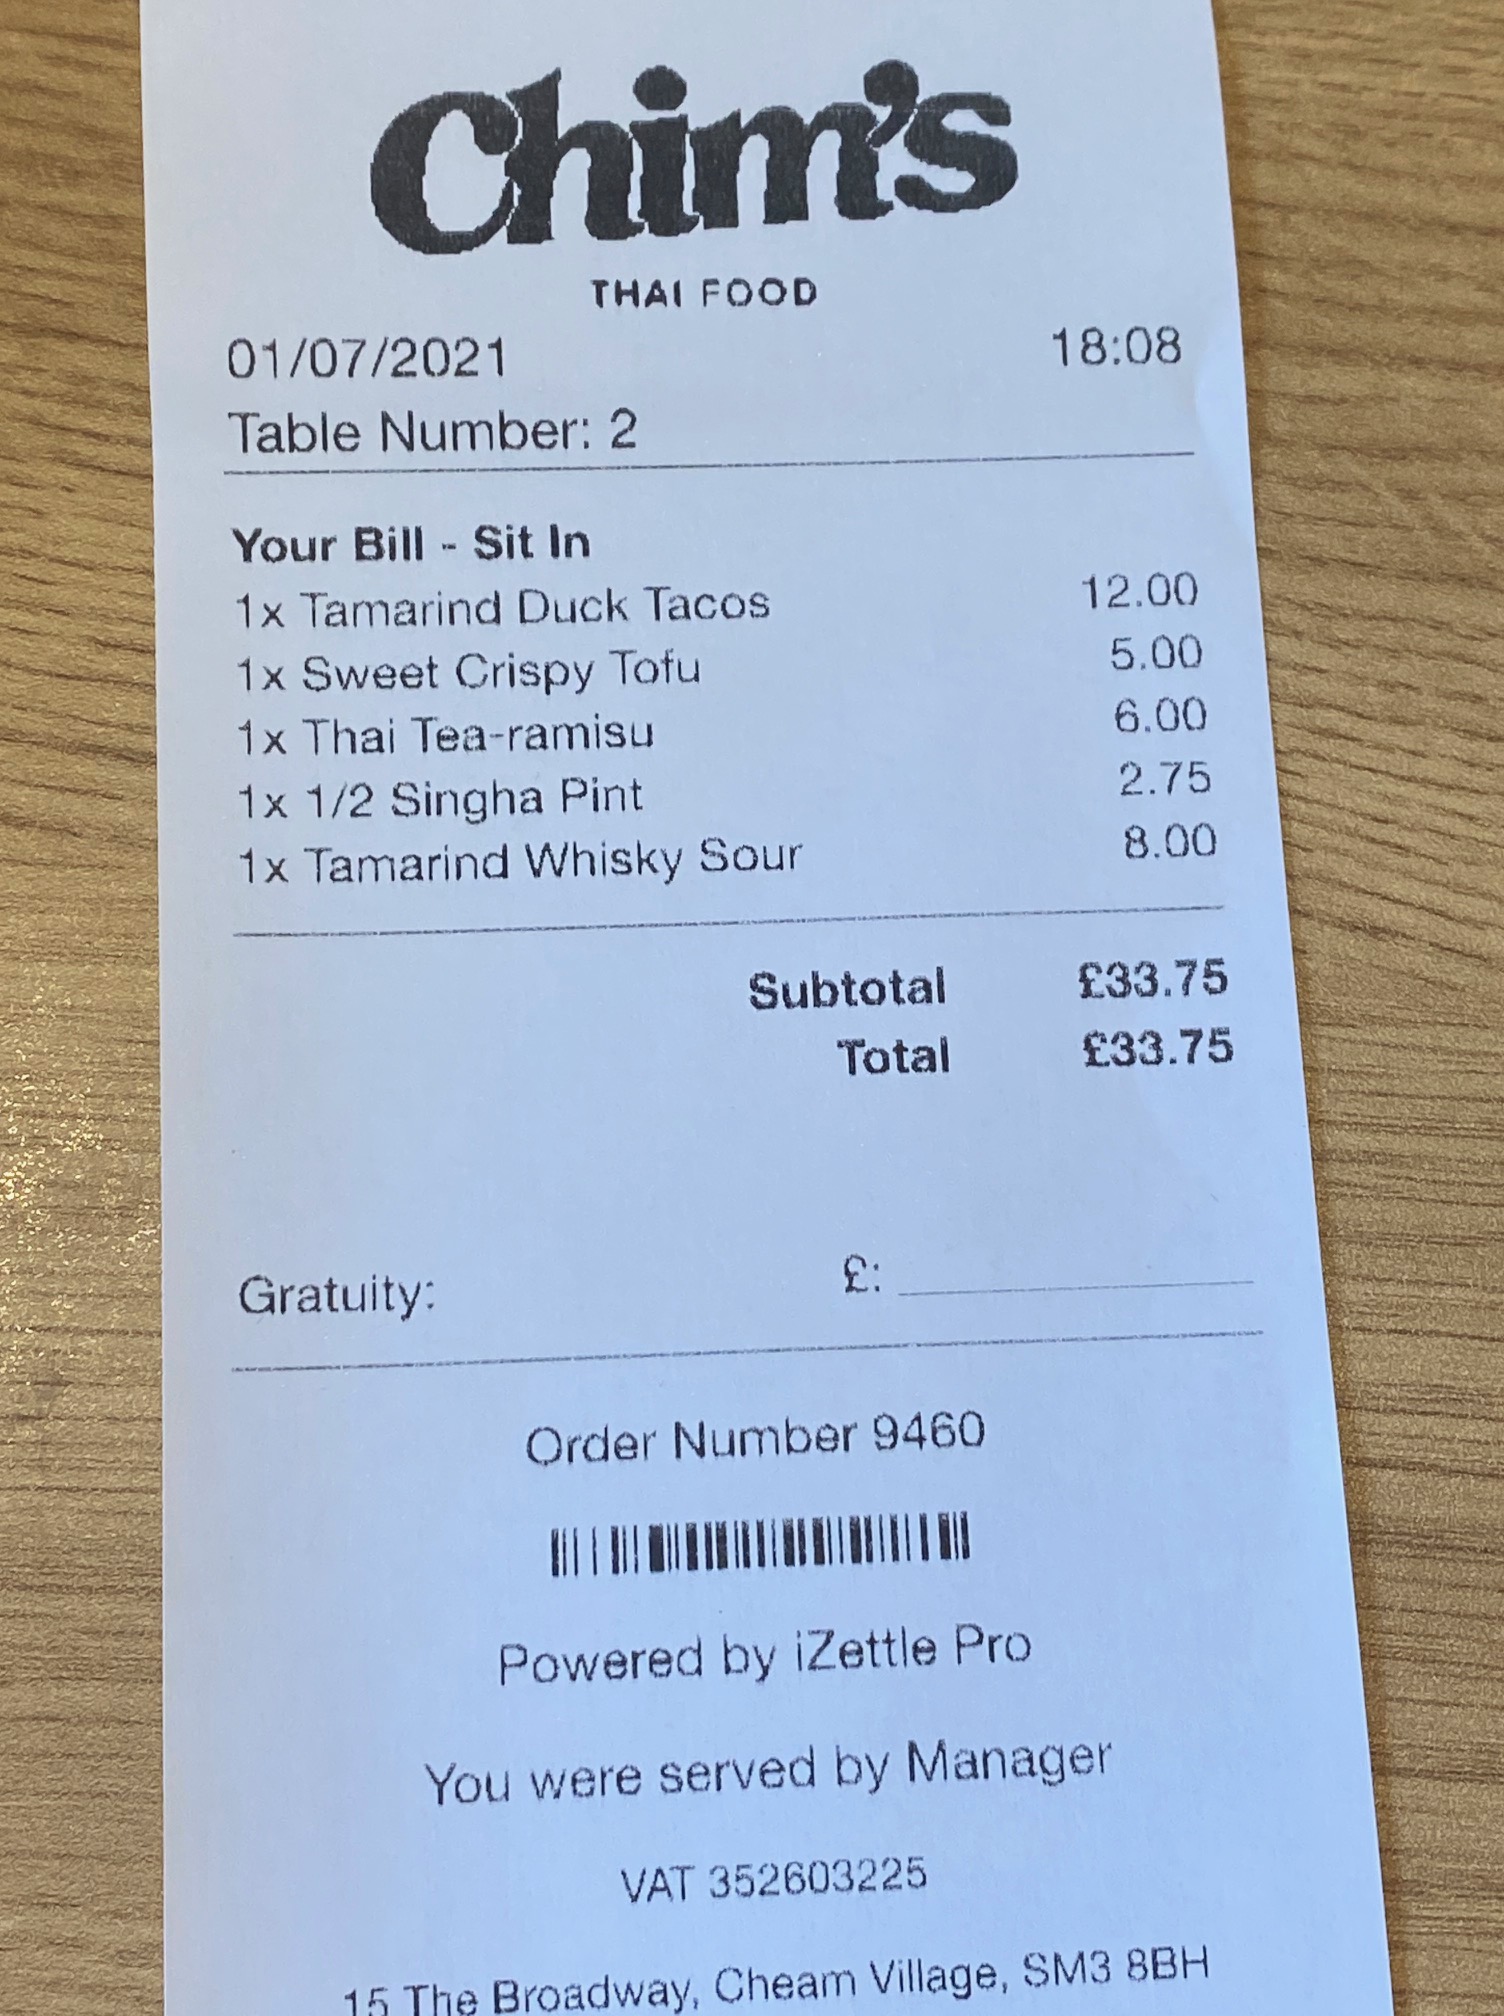 Chim's
THAI FOOD
01/07/2021 18:08
Table Number: 2
Your Bill - Sit In
1x Tamarind Duck Tacos 12.00
1x Sweet Crispy Tofu 5.00
1x Thai Tea-ramisu 6.00
1x 1/2 Singha Pint 2.75
1x Tamarind Whisky Sour 8.00
Subtotal £33.75
Total £33.75
Gratuity: £:
Order Number 9460
Powered by iZettle Pro
You were served by Manager
VAT 352603225
15 The Broadway, Cheam Village, SM3 8BH